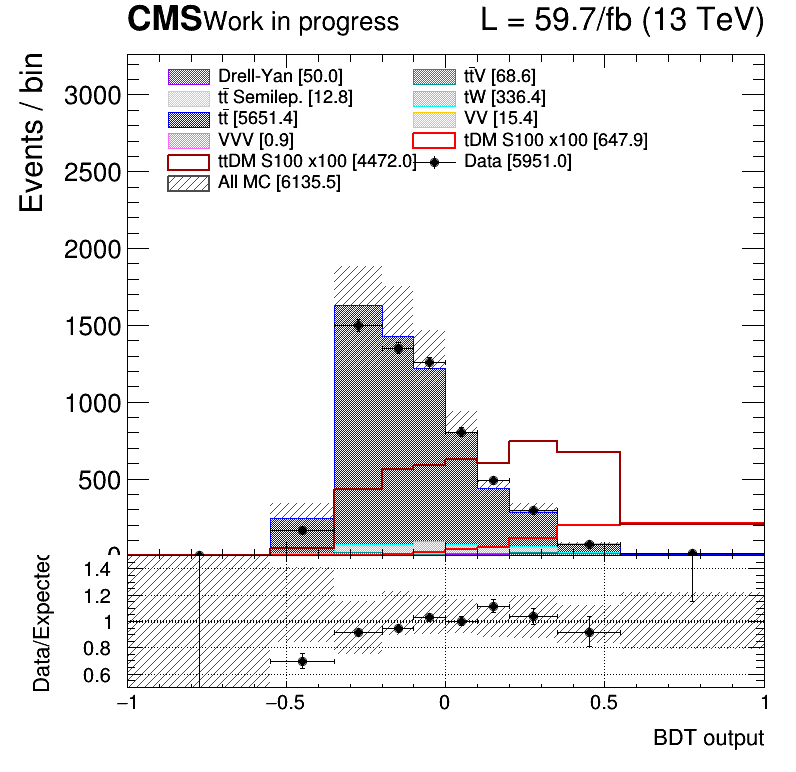 CMS Work in progress L = 59.7/fb (13 TeV)
Events / bin
3000
2500
2000
1500
1000
500
0
Drell-Yan [50.0]
tt̄ Semilep. [12.8]
tt̄ [5651.4]
VVV [0.9]
ttDM S100 x100 [4472.0]
All MC [6135.5]
tt̄V [68.6]
tW [336.4]
VV [15.4]
tDM S100 x100 [647.9]
Data [5951.0]
Data/Expected
1.4
1.2
1
0.8
0.6
−1 −0.5 0 0.5 1
BDT output